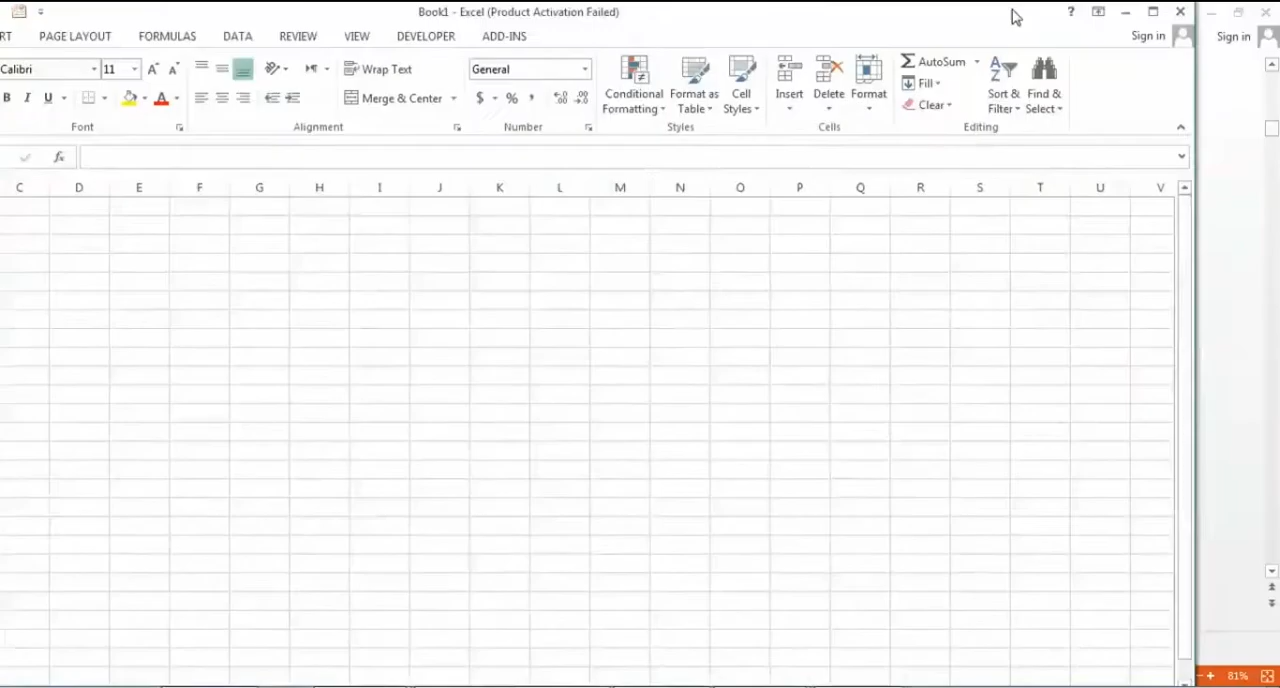 Book1 - Excel (Product Activation Failed)
?
RT PAGE LAYOUT FORMULAS DATA REVIEW VIEW DEVELOPER ADD-INS Sign in Sign in
Calibri 11 A A Wrap Text General Σ AutoSum
B I U A Merge & Center $ % , Fill
Conditional Formatting Format as Table Cell Styles Insert Delete Format Clear Sort & Filter Find & Select
Font Alignment Number Styles Cells Editing
fx
C D E F G H I J K L M N O P Q R S T U V
81%